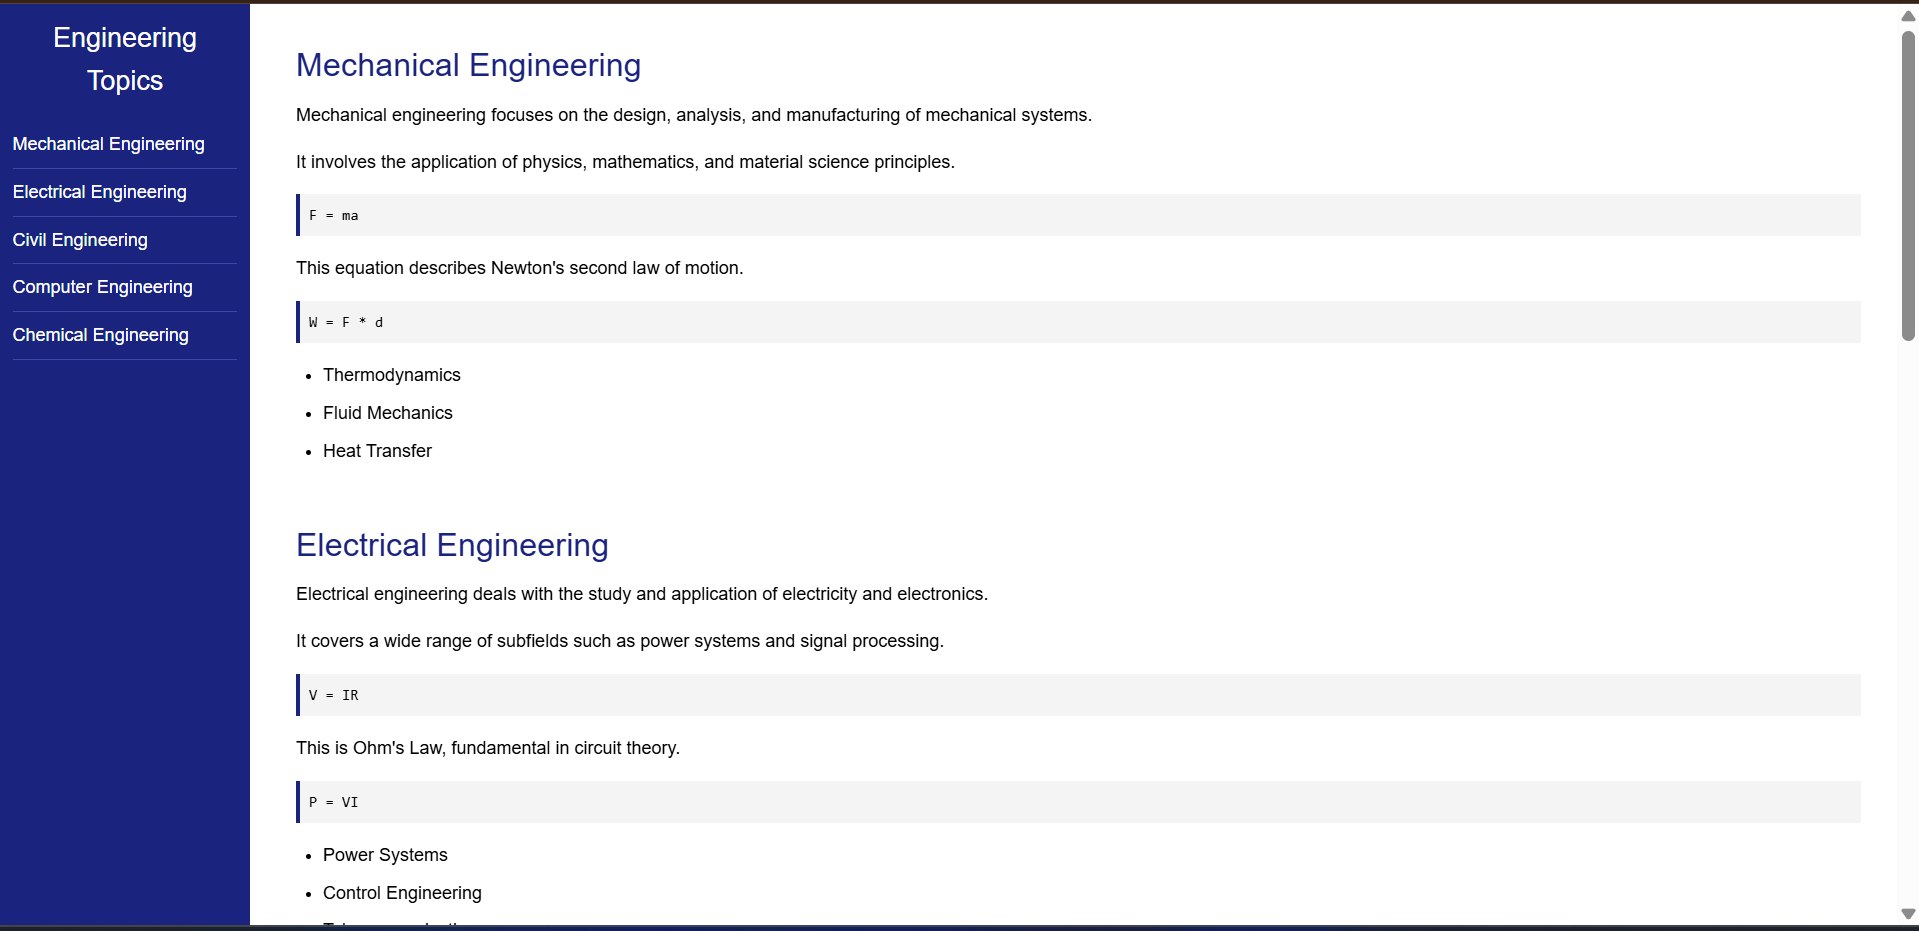 Engineering
Topics
Mechanical Engineering
Electrical Engineering
Civil Engineering
Computer Engineering
Chemical Engineering
Mechanical Engineering
Mechanical engineering focuses on the design, analysis, and manufacturing of mechanical systems.
It involves the application of physics, mathematics, and material science principles.
F = ma
This equation describes Newton's second law of motion.
W = F * d
Thermodynamics
Fluid Mechanics
Heat Transfer
Electrical Engineering
Electrical engineering deals with the study and application of electricity and electronics.
It covers a wide range of subfields such as power systems and signal processing.
V = IR
This is Ohm's Law, fundamental in circuit theory.
P = VI
Power Systems
Control Engineering